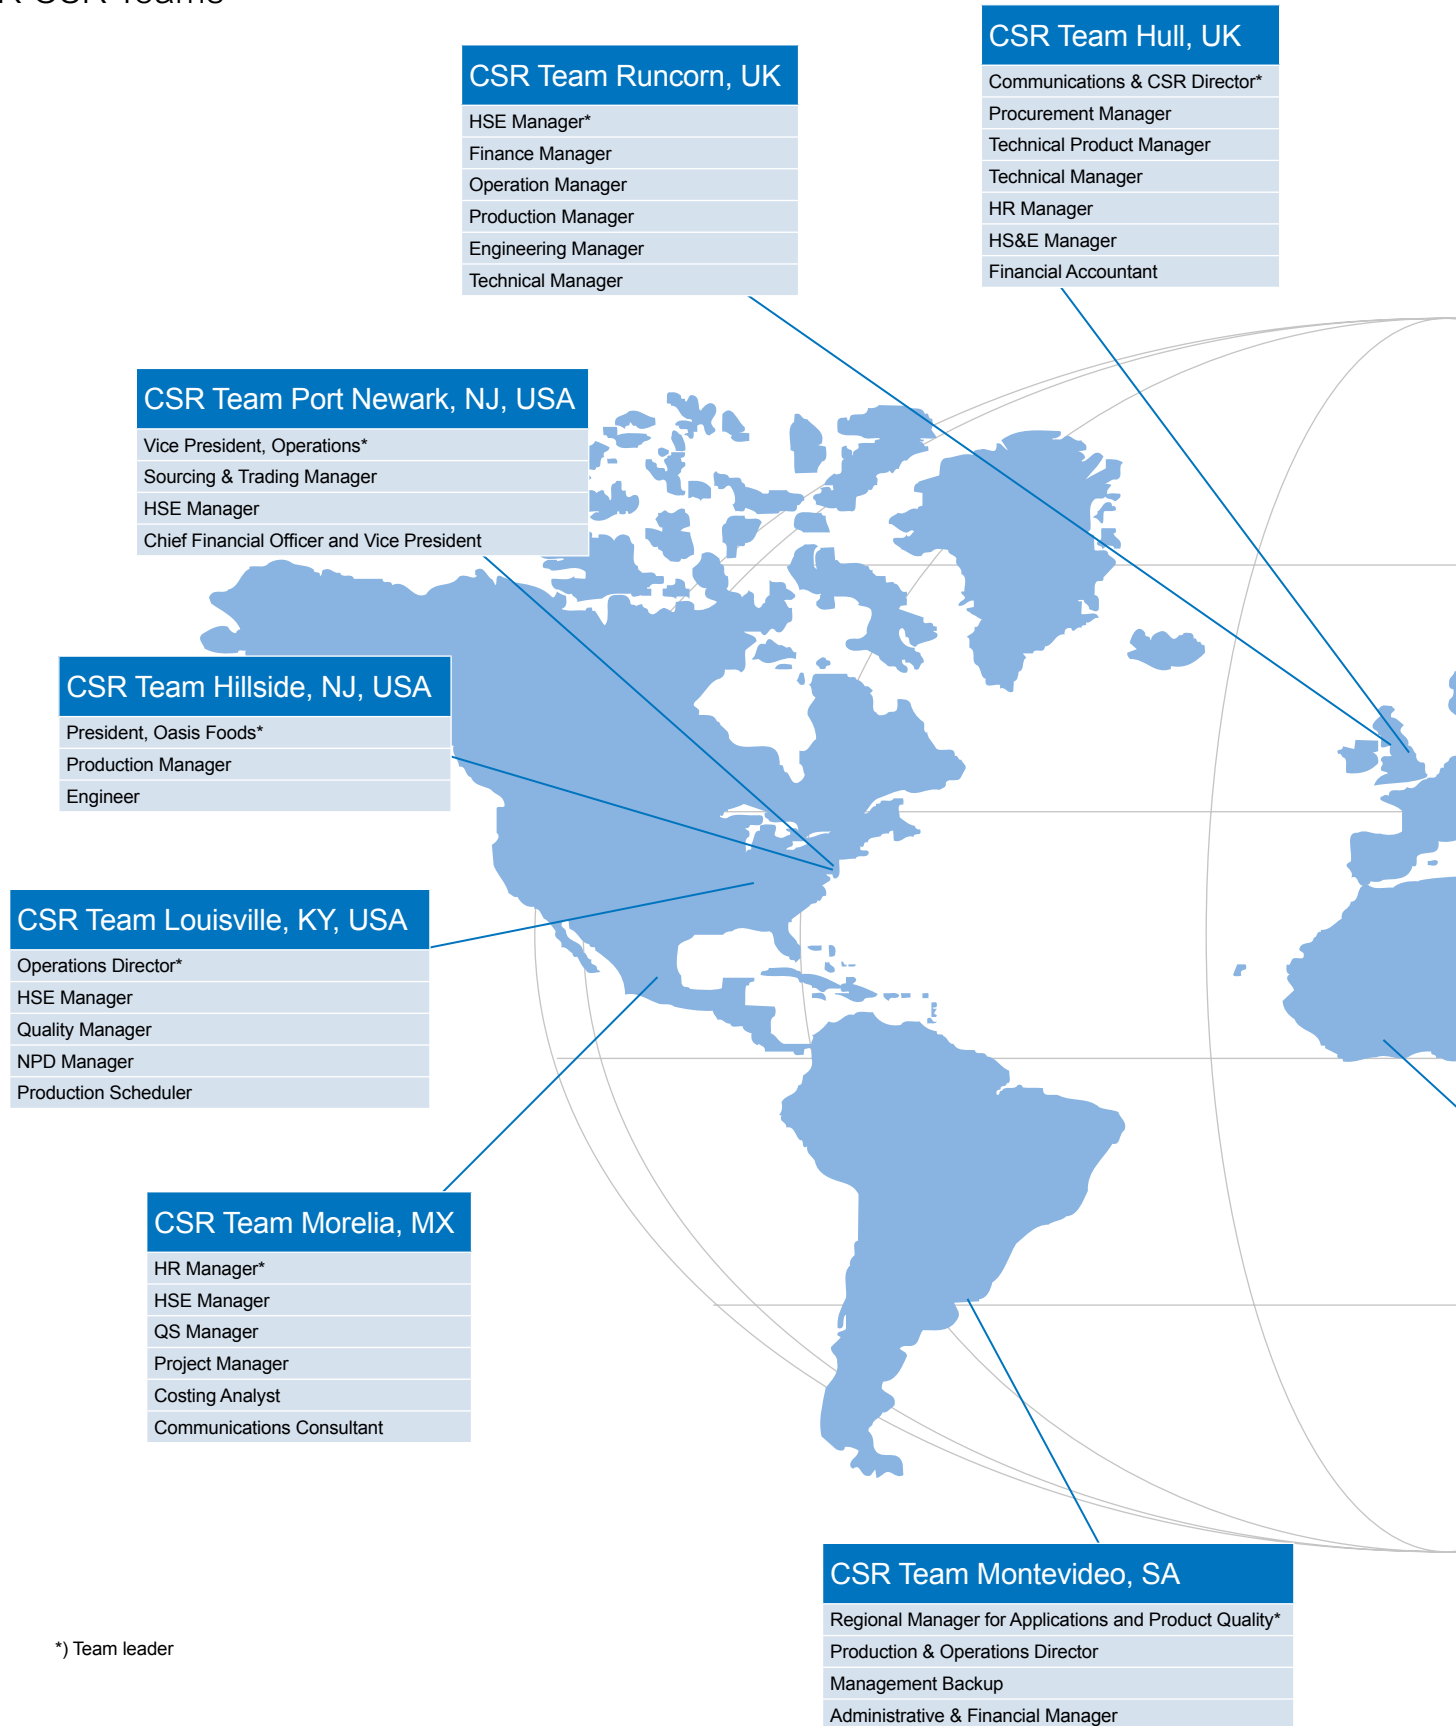 CSR Teams
CSR Team Hull, UK
Communications & CSR Director*
Procurement Manager
Technical Product Manager
Technical Manager
HR Manager
HS&E Manager
Financial Accountant
CSR Team Runcorn, UK
HSE Manager*
Finance Manager
Operation Manager
Production Manager
Engineering Manager
Technical Manager
CSR Team Port Newark, NJ, USA
Vice President, Operations*
Sourcing & Trading Manager
HSE Manager
Chief Financial Officer and Vice President
CSR Team Hillside, NJ, USA
President, Oasis Foods*
Production Manager
Engineer
CSR Team Louisville, KY, USA
Operations Director*
HSE Manager
Quality Manager
NPD Manager
Production Scheduler
CSR Team Morelia, MX
HR Manager*
HSE Manager
QS Manager
Project Manager
Costing Analyst
Communications Consultant
CSR Team Montevideo, SA
Regional Manager for Applications and Product Quality*
Production & Operations Director
Management Backup
Administrative & Financial Manager
*) Team leader